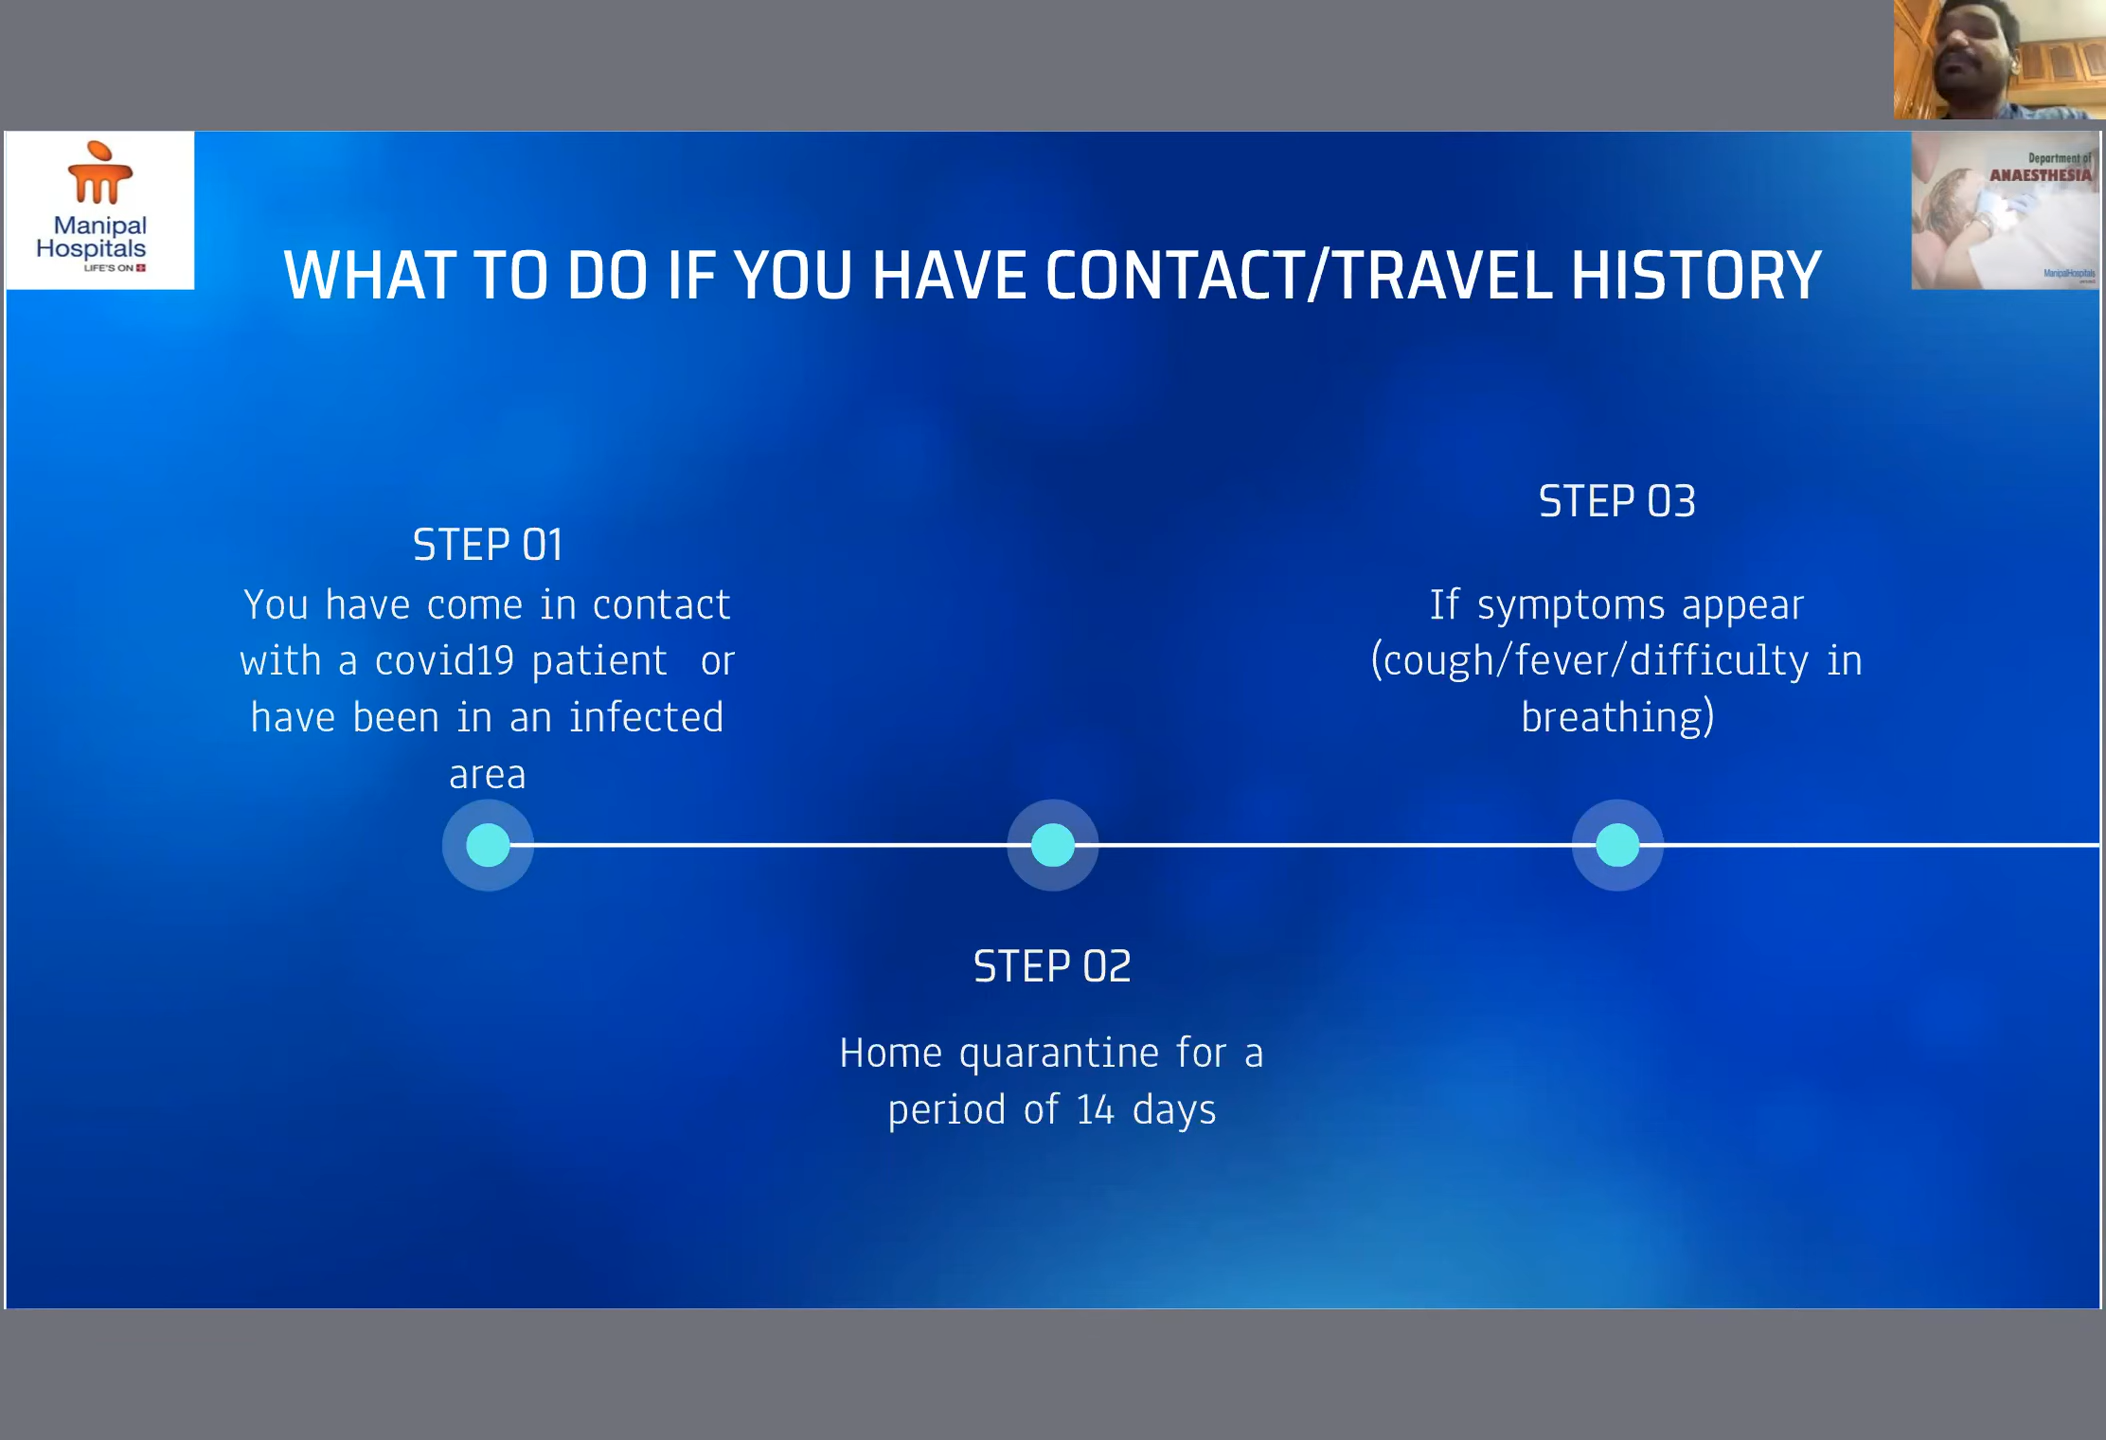 Manipal
Hospitals
LIFE'S ON
Department of
ANAESTHESIA
ManipalHospitals
WHAT TO DO IF YOU HAVE CONTACT/TRAVEL HISTORY
STEP 01
You have come in contact
with a covid19 patient or
have been in an infected
area
STEP 02
Home quarantine for a
period of 14 days
STEP 03
If symptoms appear
(cough/fever/difficulty in
breathing)